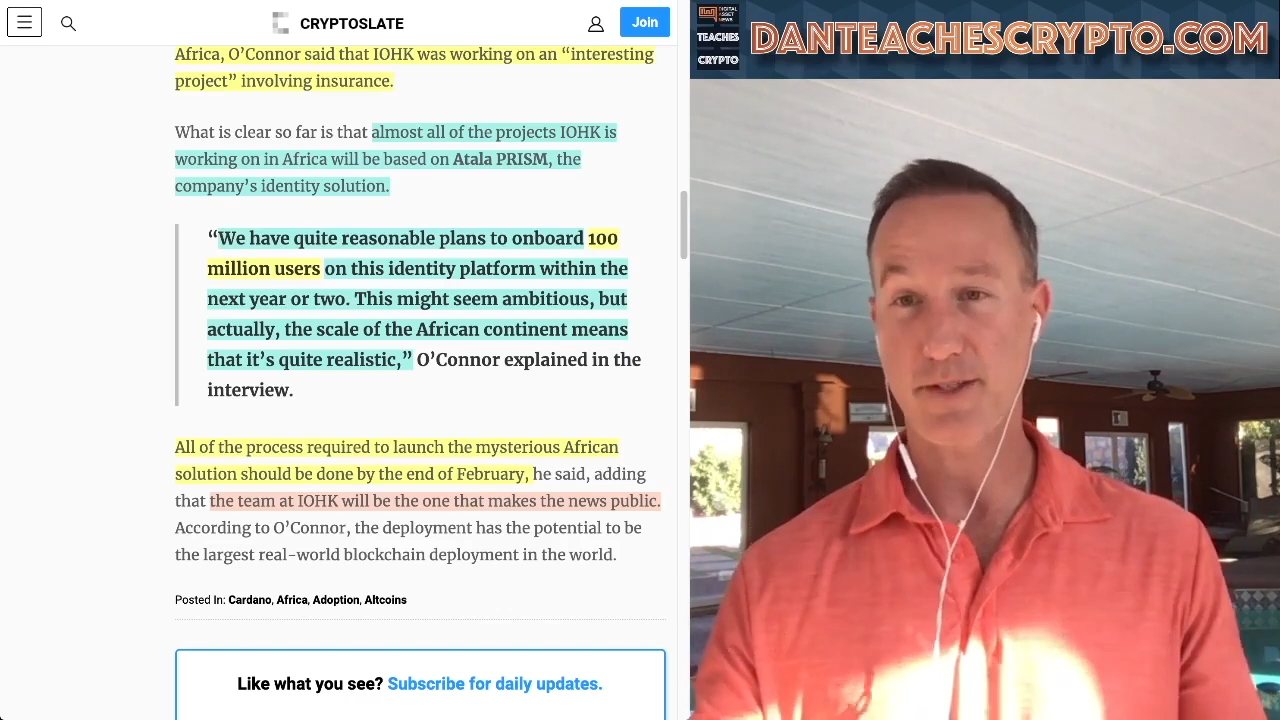 CRYPTOSLATE
Join
Africa, O’Connor said that IOHK was working on an “interesting
project” involving insurance.
What is clear so far is that almost all of the projects IOHK is
working on in Africa will be based on Atala PRISM, the
company’s identity solution.
“We have quite reasonable plans to onboard 100
million users on this identity platform within the
next year or two. This might seem ambitious, but
actually, the scale of the African continent means
that it’s quite realistic,” O’Connor explained in the
interview.
All of the process required to launch the mysterious African
solution should be done by the end of February, he said, adding
that the team at IOHK will be the one that makes the news public.
According to O’Connor, the deployment has the potential to be
the largest real-world blockchain deployment in the world.
Posted In: Cardano, Africa, Adoption, Altcoins
Like what you see? Subscribe for daily updates.
DIGITAL
ASSET
NEWS
TEACHES
CRYPTO
DANTEACHESCRYPTO.COM